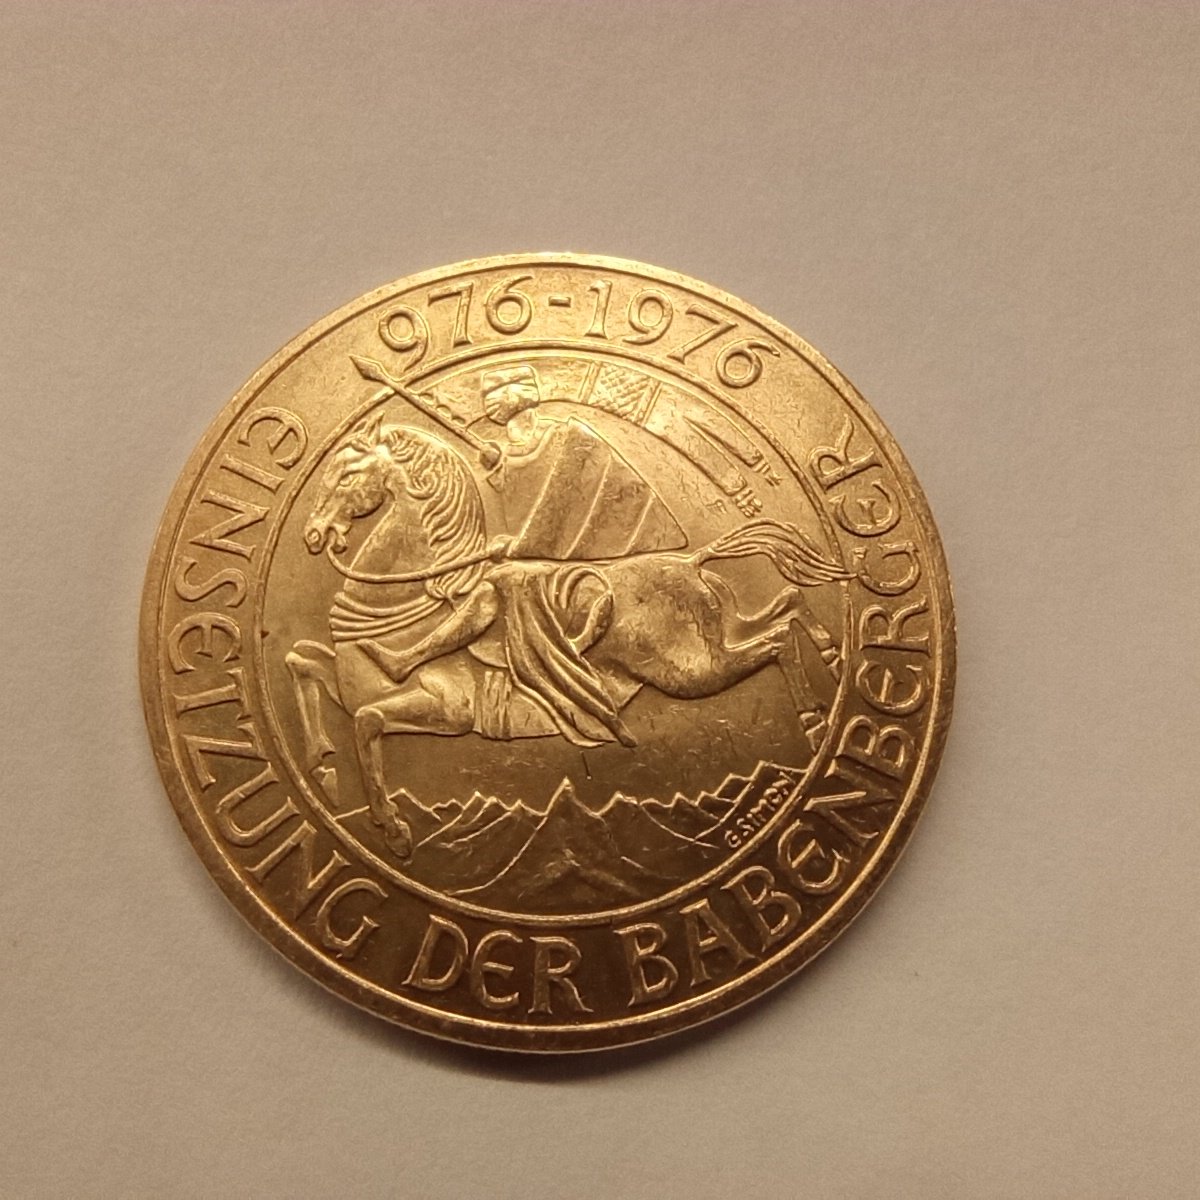 976-1976
EINSETZUNG DER BABENBERGER
G.SIMON